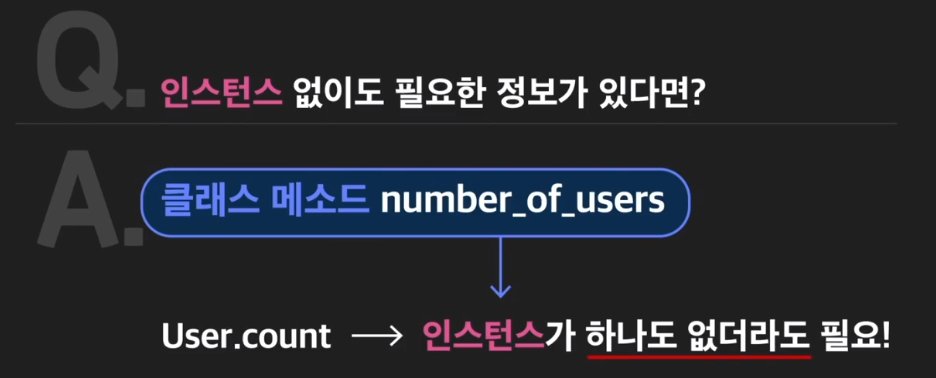 Q. 인스턴스 없이도 필요한 정보가 있다면?
A. 클래스 메소드 number_of_users
User.count → 인스턴스가 하나도 없더라도 필요!